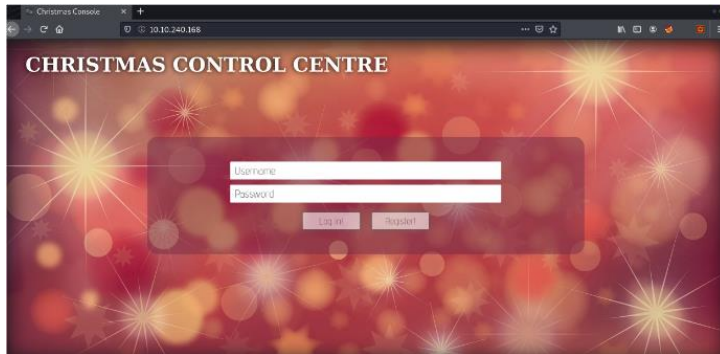 Christmas Console
10.10.240.168
CHRISTMAS CONTROL CENTRE
Username
Password
Log in!
Register!